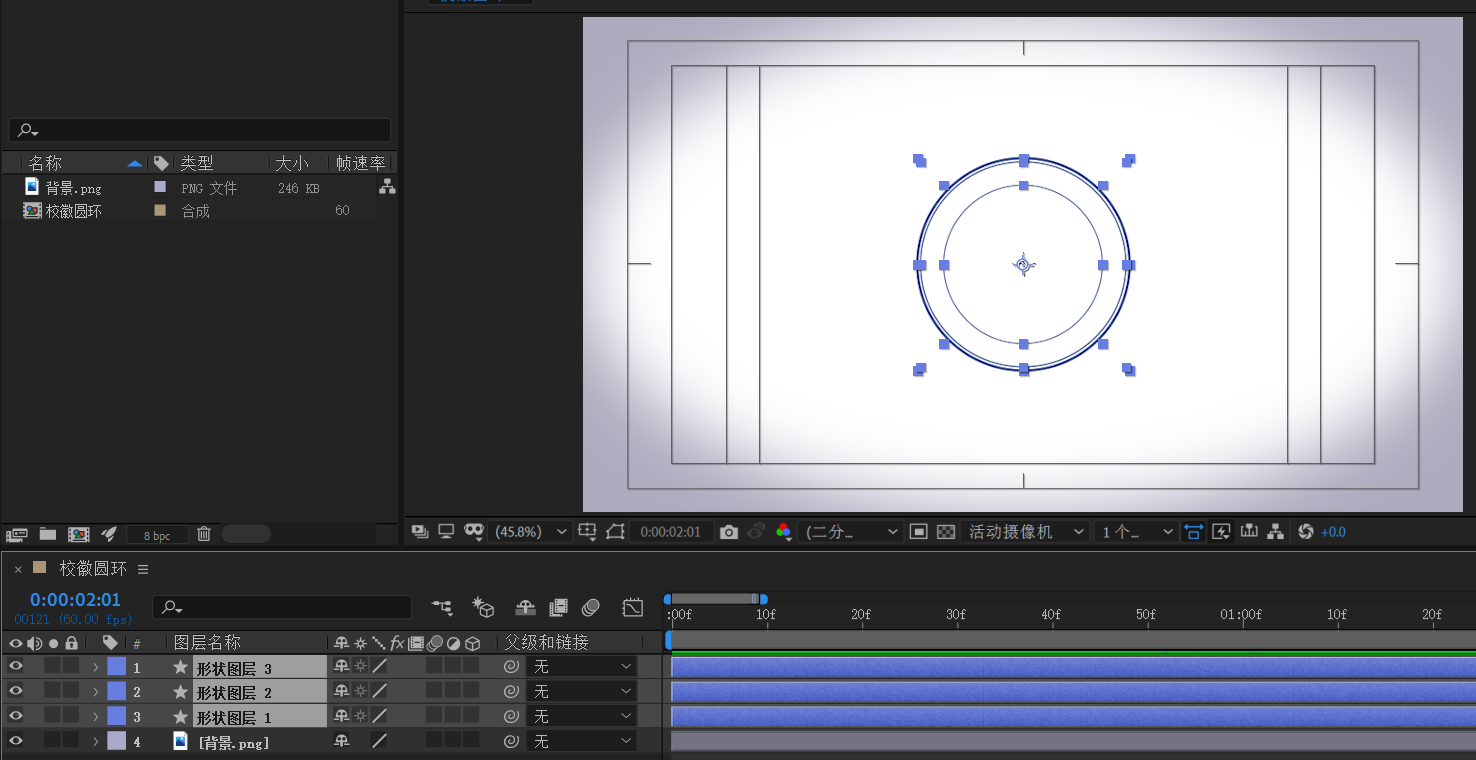 名称 类型 大小 帧速率
背景.png PNG 文件 246 KB
校徽圆环 合成 60
8 bpc
(45.8%) 0:00:02:01 (二分... 活动摄像机 1 个... +0.0
× 校徽圆环
0:00:02:01
00121 (60.00 fps)
:00f 10f 20f 30f 40f 50f 01:00f 10f 20f
# 图层名称 fx 父级和链接
1 形状图层 3 无
2 形状图层 2 无
3 形状图层 1 无
4 [背景.png] 无